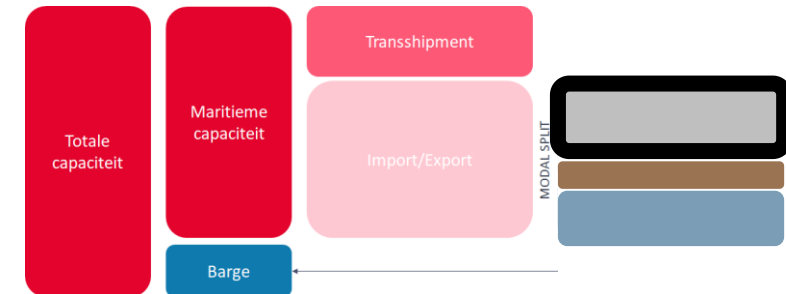 Totale
capaciteit
Maritieme
capaciteit
Barge
Transshipment
Import/Export
MODAL SPLIT